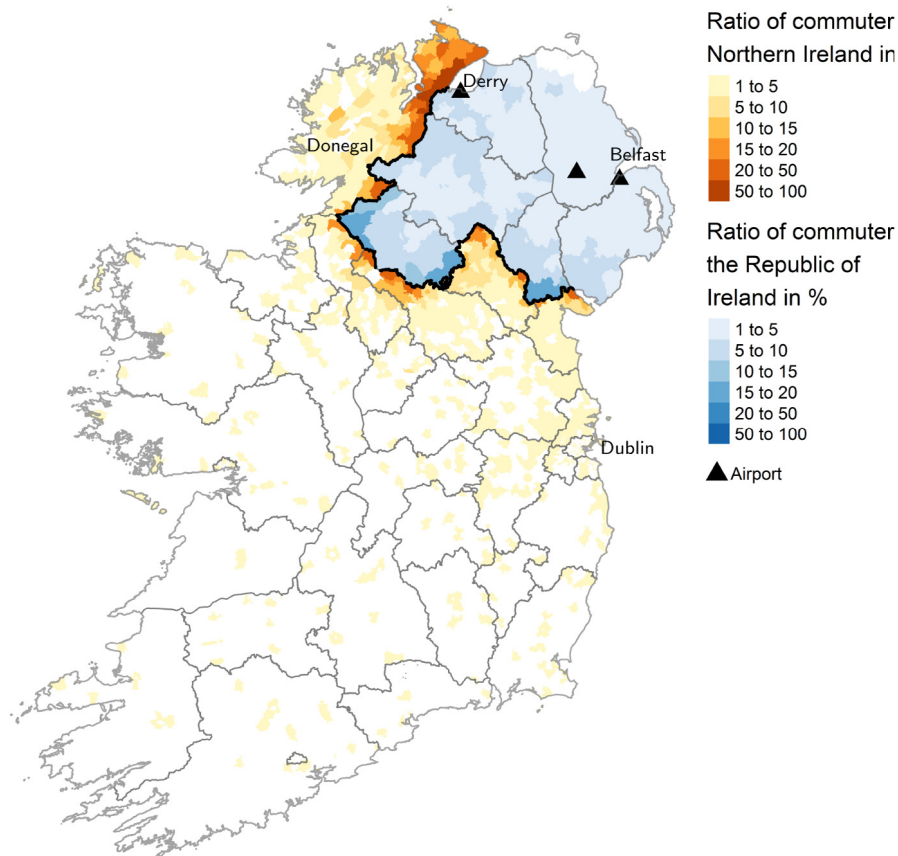 Ratio of commuter
Northern Ireland in
1 to 5
5 to 10
10 to 15
15 to 20
20 to 50
50 to 100
Ratio of commuter
the Republic of
Ireland in %
1 to 5
5 to 10
10 to 15
15 to 20
20 to 50
50 to 100
Airport
Derry
Donegal
Belfast
Dublin